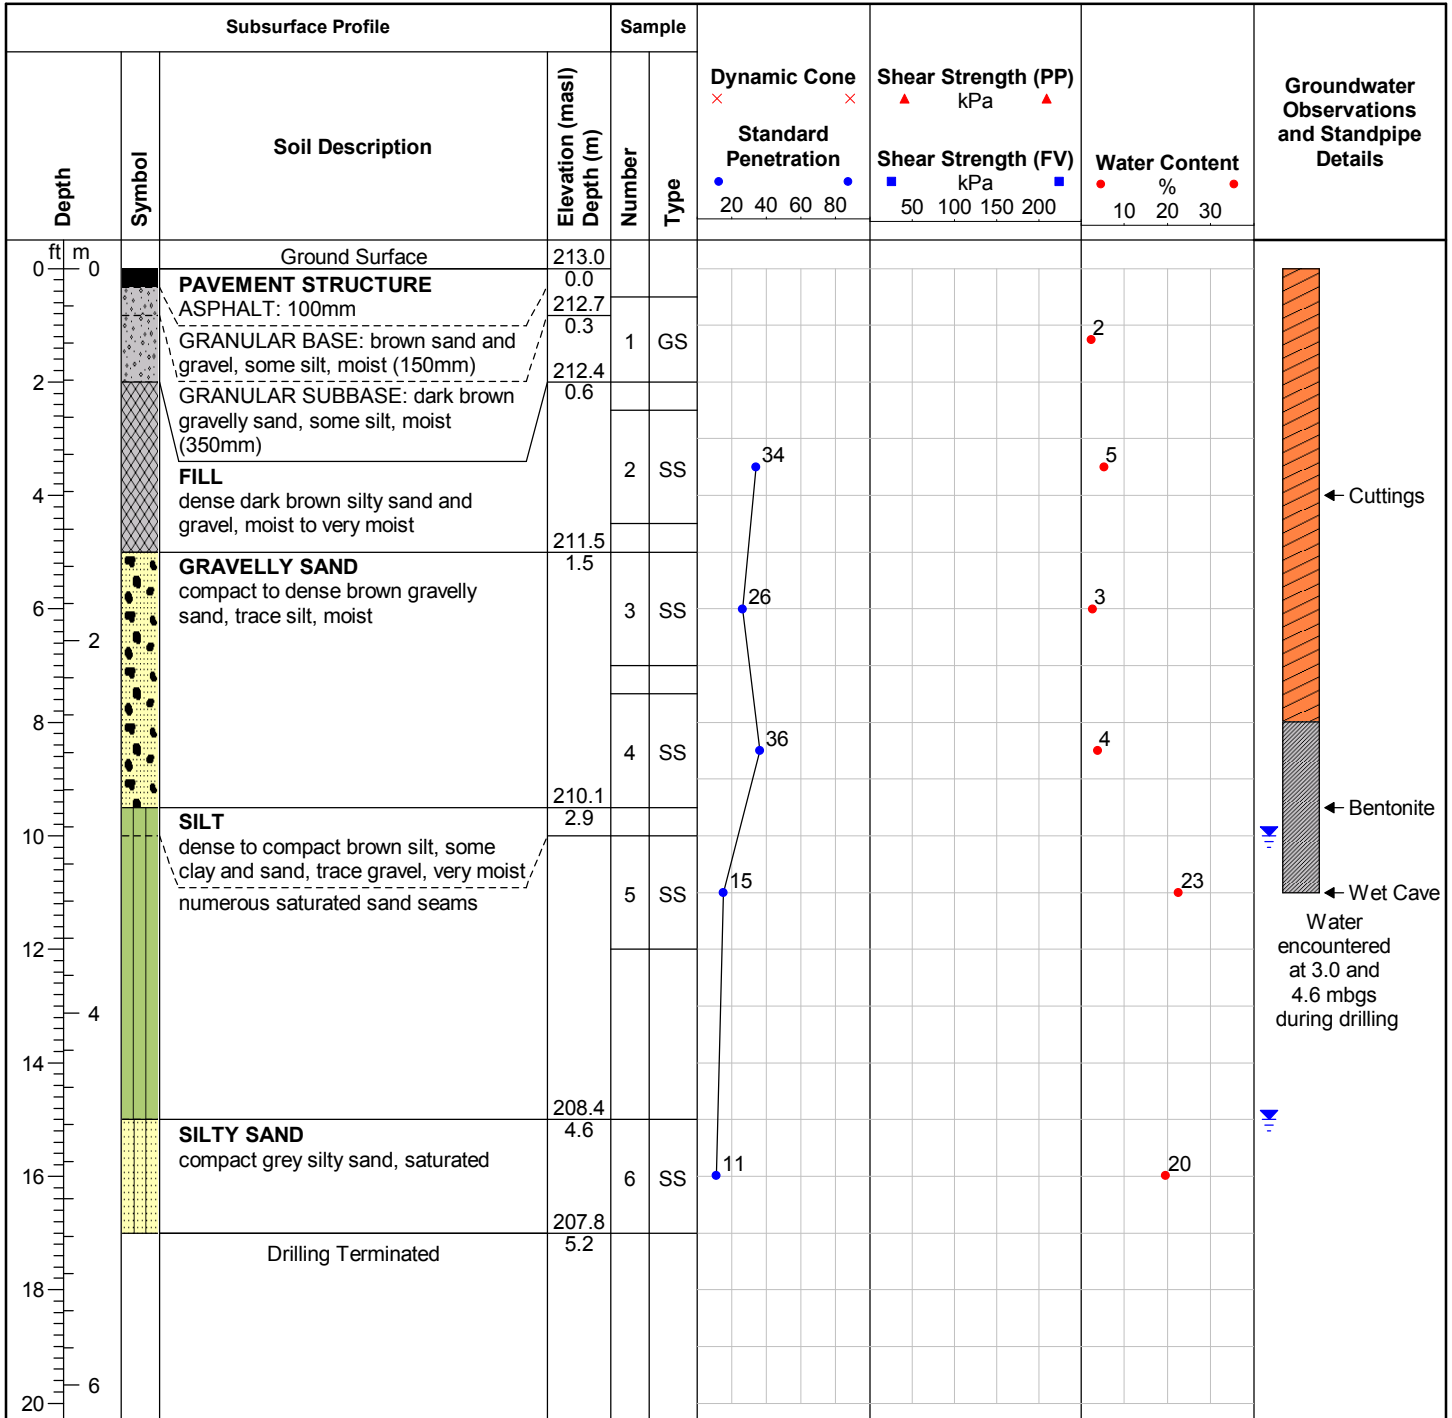 Subsurface Profile
Sample
Depth
Symbol
Soil Description
Elevation (masl)
Depth (m)
Number
Type
Dynamic Cone
Standard
Penetration
20 40 60 80
Shear Strength (PP)
kPa
Shear Strength (FV)
kPa
50 100 150 200
Water Content
%
10 20 30
Groundwater
Observations
and Standpipe
Details
ft m
0 0
2
4
6
2
8
10
12
4
14
16
18
6
20
Ground Surface
213.0
0.0
PAVEMENT STRUCTURE
ASPHALT: 100mm
212.7
0.3
GRANULAR BASE: brown sand and
gravel, some silt, moist (150mm)
212.4
0.6
GRANULAR SUBBASE: dark brown
gravelly sand, some silt, moist
(350mm)
FILL
dense dark brown silty sand and
gravel, moist to very moist
211.5
1.5
GRAVELLY SAND
compact to dense brown gravelly
sand, trace silt, moist
210.1
2.9
SILT
dense to compact brown silt, some
clay and sand, trace gravel, very moist
numerous saturated sand seams
208.4
4.6
SILTY SAND
compact grey silty sand, saturated
207.8
5.2
Drilling Terminated
1 GS
2 SS
3 SS
4 SS
5 SS
6 SS
34
26
36
15
11
2
5
3
4
23
20
Cuttings
Bentonite
Wet Cave
Water
encountered
at 3.0 and
4.6 mbgs
during drilling